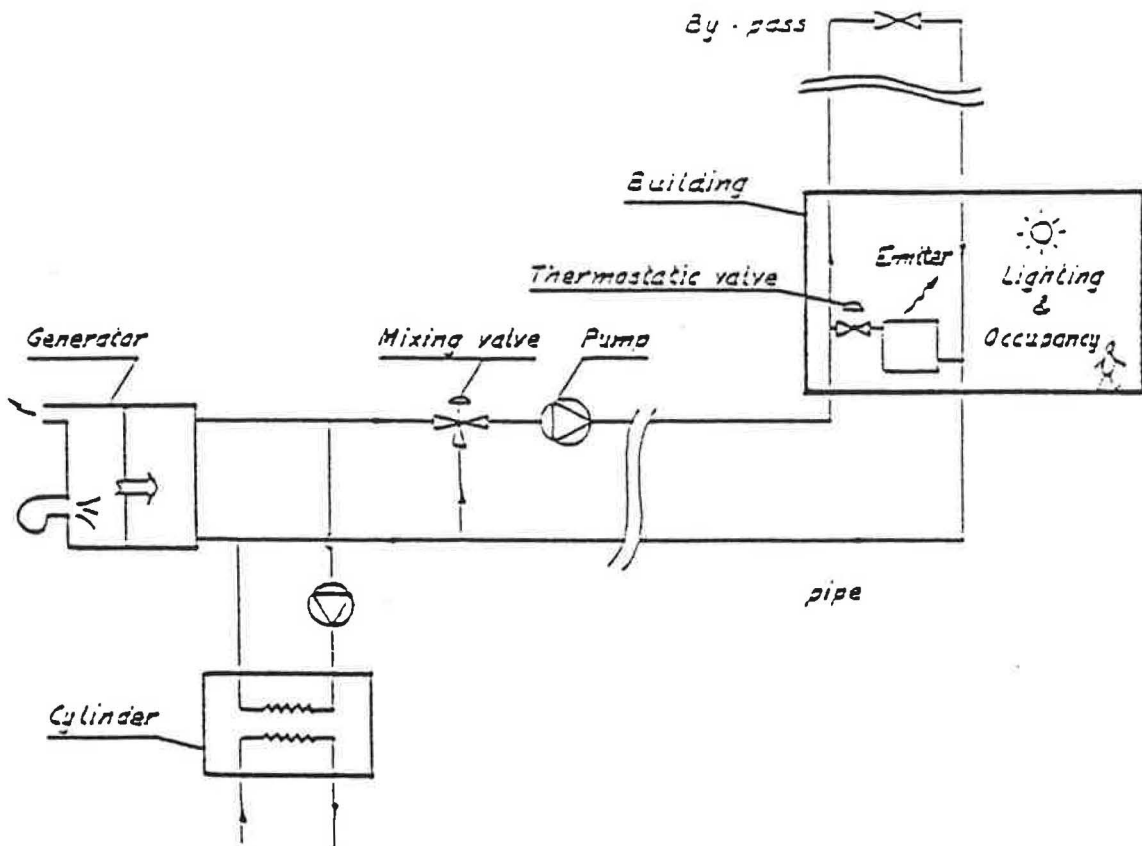 By-pass
Building
Emitter
Thermostatic valve
Lighting
&
Occupancy
Generator
Mixing valve
Pump
pipe
Cylinder